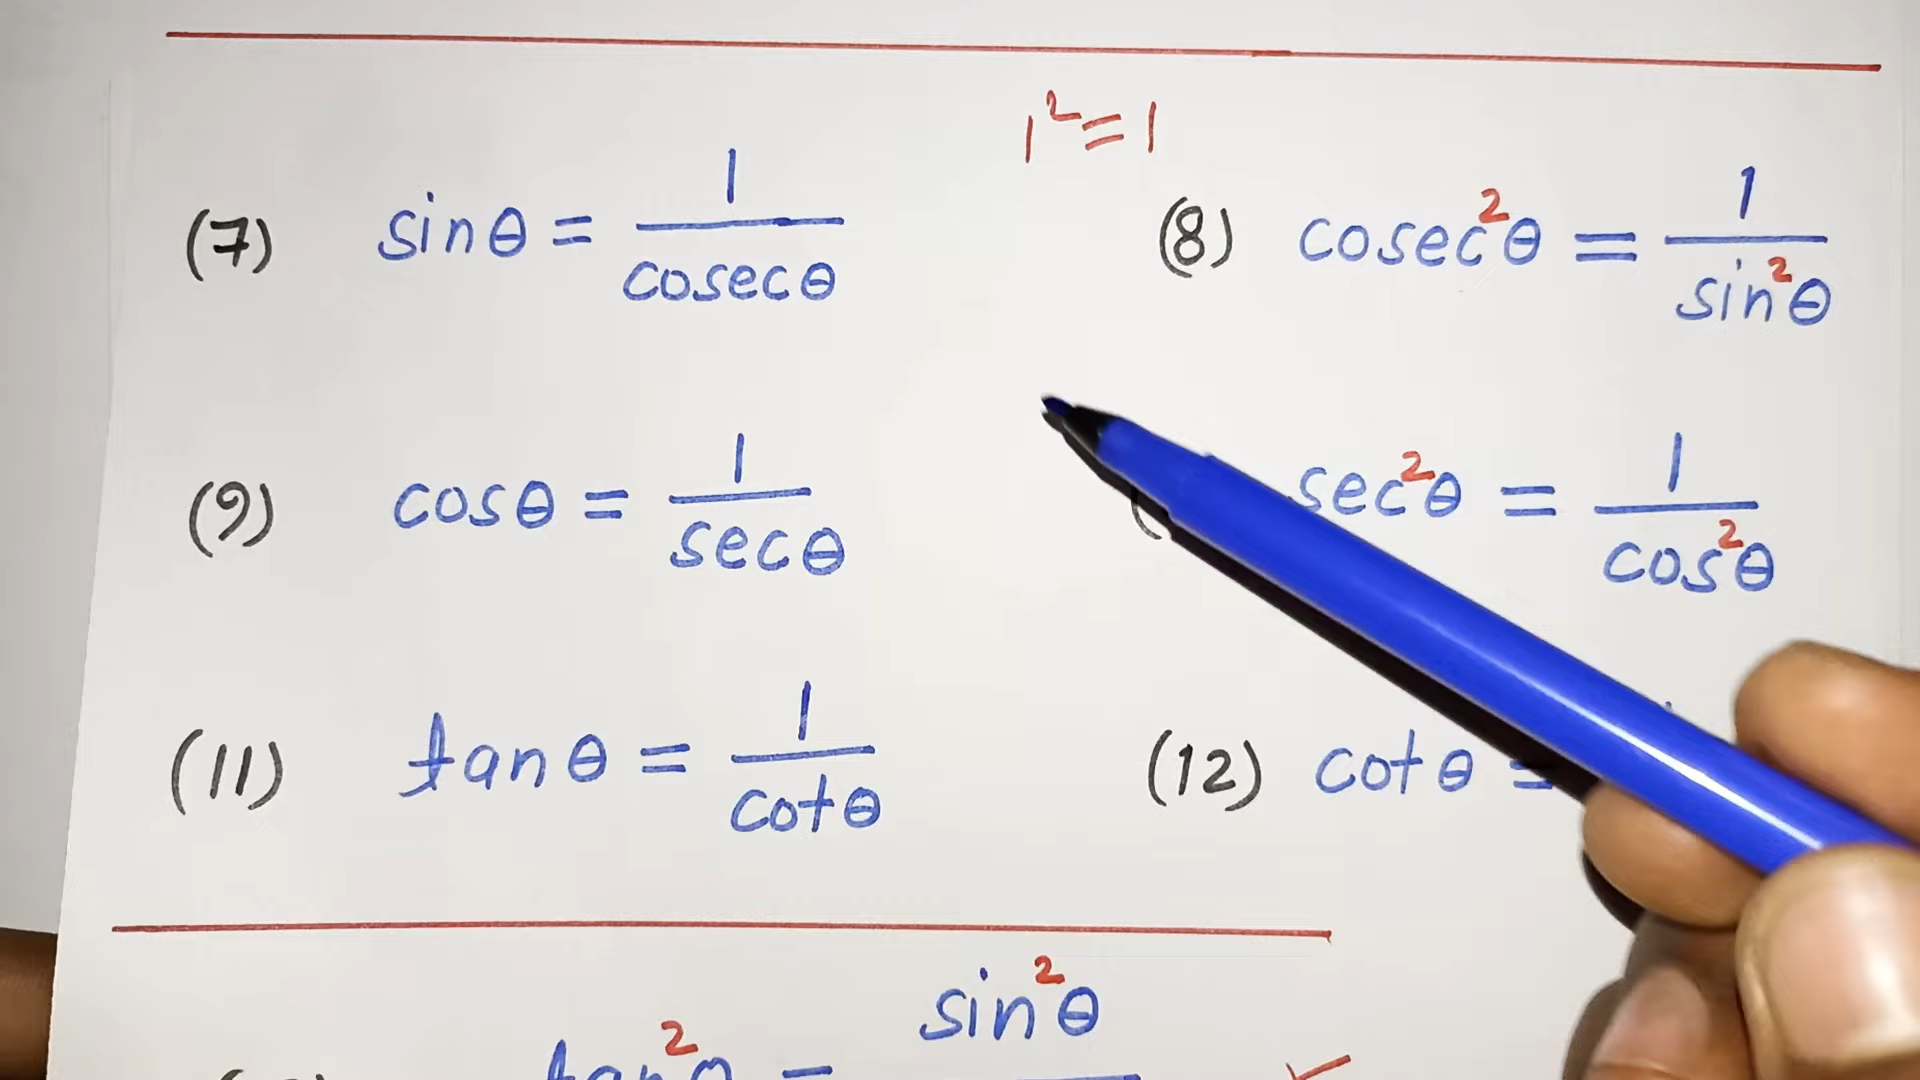 1² = 1
(7) sinθ = 1/cosecθ
(8) cosec²θ = 1/sin²θ
(9) cosθ = 1/secθ
sec²θ = 1/cos²θ
(11) tanθ = 1/cotθ
(12) cotθ =
tan²θ = sin²θ